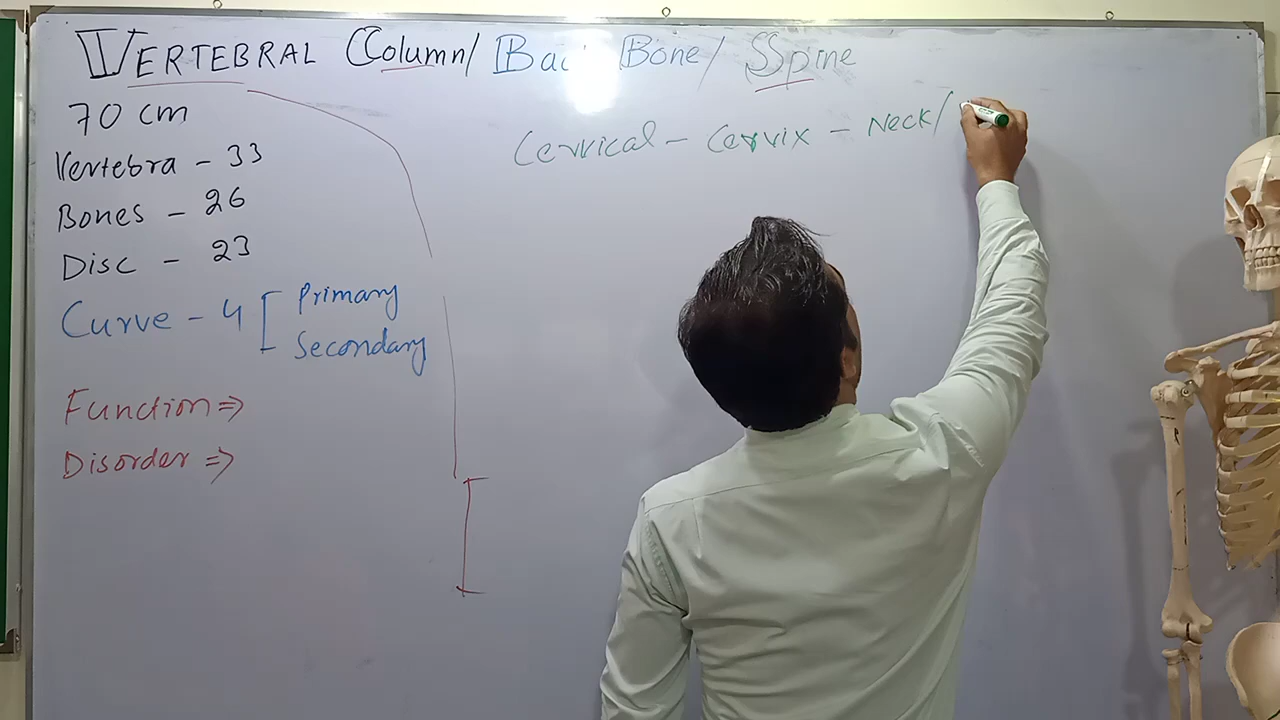 VERTEBRAL Column/ Back Bone/ Spine
70 cm
Cervical - Cervix - Neck/
Vertebra - 33
Bones - 26
Disc - 23
Curve - 4 [ Primary
Secondary
Function ⇒
Disorder ⇒